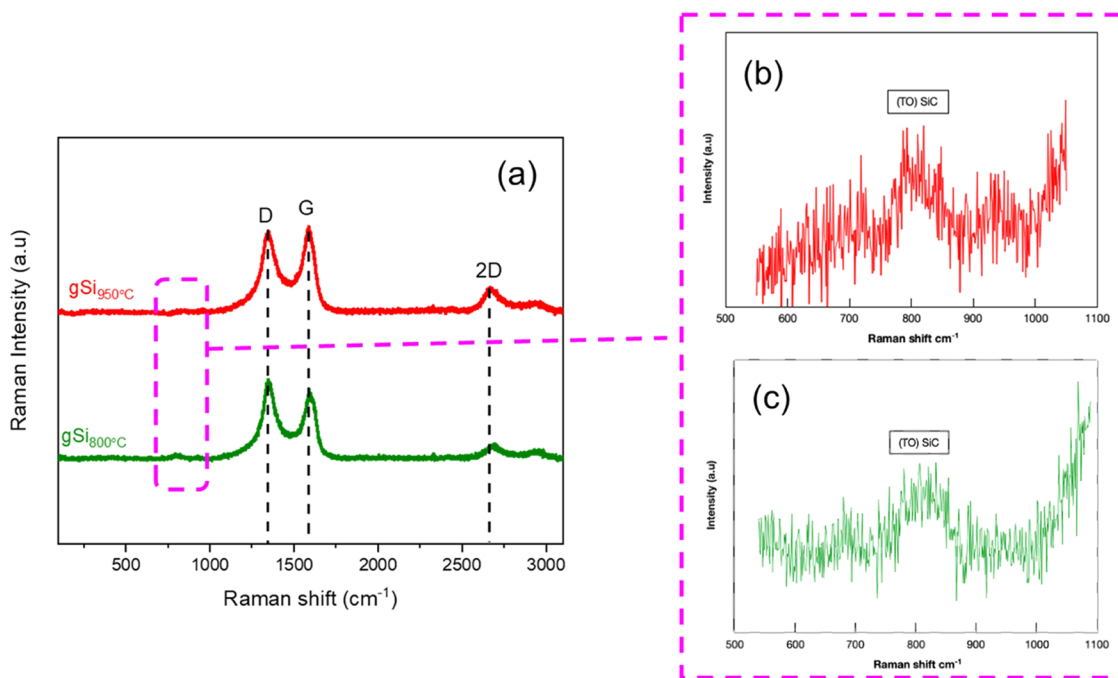 (a)
D
G
2D
gSi950°C
gSi800°C
Raman Intensity (a.u)
500
1000
1500
2000
2500
3000
Raman shift (cm-1)
(b)
(TO) SiC
Intensity (a.u)
500
600
700
800
900
1000
1100
Raman shift cm-1
(c)
(TO) SiC
Intensity (a.u)
500
600
700
800
900
1000
1100
Raman shift cm-1